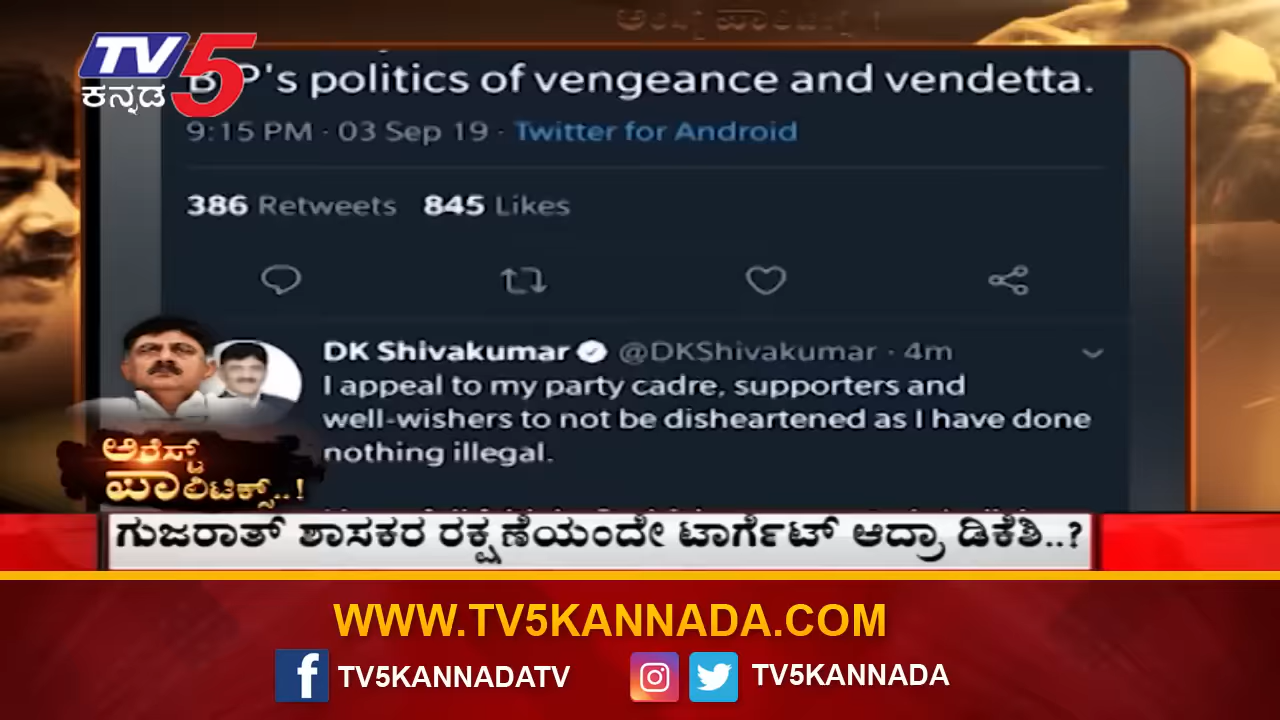 ಅರೆಸ್ಟ್ ಪಾಲಿಟಿಕ್ಸ್..!
TV5
ಕನ್ನಡ
BJP's politics of vengeance and vendetta.
9:15 PM · 03 Sep 19 · Twitter for Android
386 Retweets 845 Likes
DK Shivakumar @DKShivakumar · 4m
I appeal to my party cadre, supporters and
well-wishers to not be disheartened as I have done
nothing illegal.
ಅರೆಸ್ಟ್
ಪಾಲಿಟಿಕ್ಸ್..!
ಗುಜರಾತ್ ಶಾಸಕರ ರಕ್ಷಣೆಯಂದೇ ಟಾರ್ಗೆಟ್ ಆದ್ರಾ ಡಿಕೆಶಿ..?
WWW.TV5KANNADA.COM
f TV5KANNADATV
TV5KANNADA